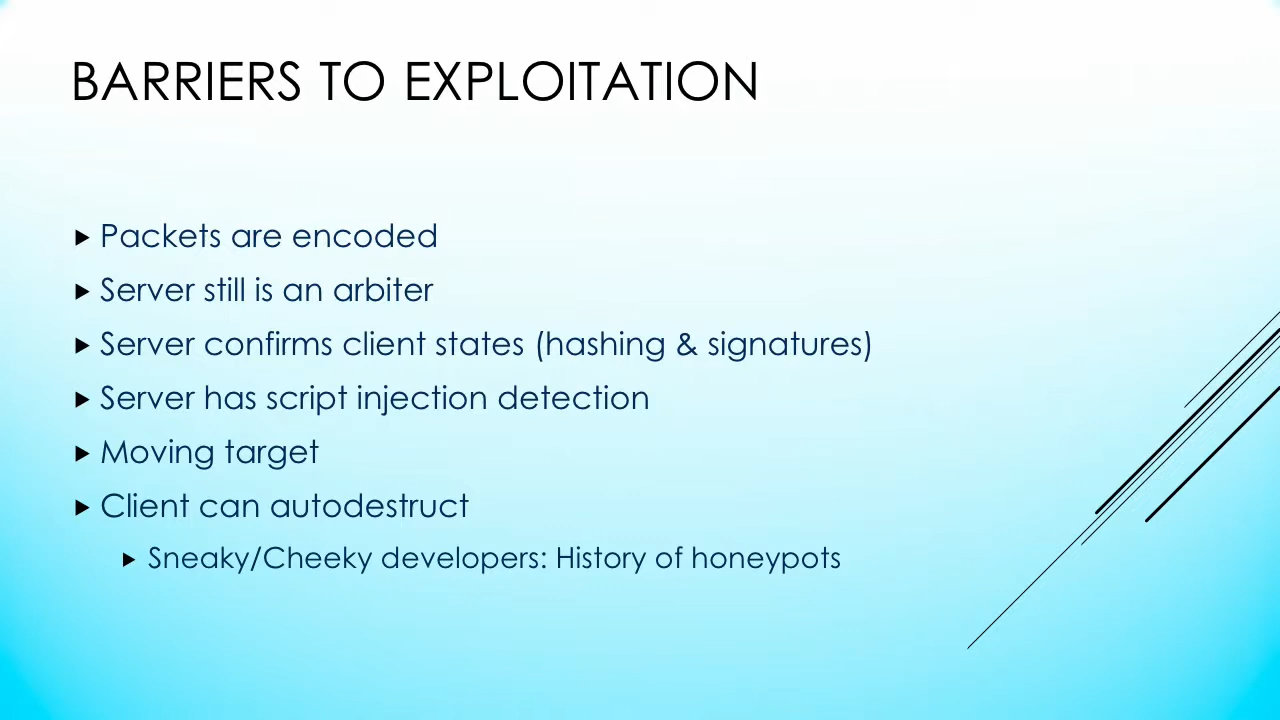 BARRIERS TO EXPLOITATION
Packets are encoded
Server still is an arbiter
Server confirms client states (hashing & signatures)
Server has script injection detection
Moving target
Client can autodestruct
Sneaky/Cheeky developers: History of honeypots